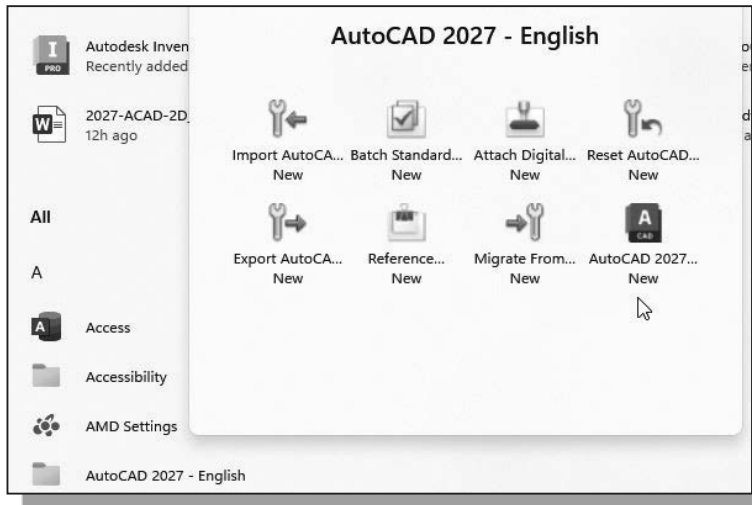 AutoCAD 2027 - English
I
PRO
Autodesk Inven
Recently added
W
2027-ACAD-2D_
12h ago
Import AutoCA...
New
Batch Standard...
New
Attach Digital...
New
Reset AutoCAD...
New
Export AutoCA...
New
Reference...
New
Migrate From...
New
A
CAD
AutoCAD 2027...
New
All
A
A
Access
Accessibility
AMD Settings
AutoCAD 2027 - English